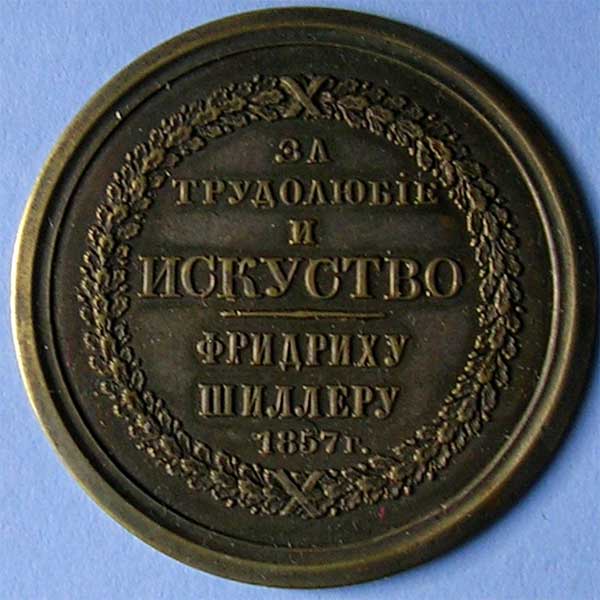 ЗА
ТРУДОЛЮБІЕ
И
ИСКУСТВО
ФРИДРИХУ
ШИЛЛЕРУ
1857г.